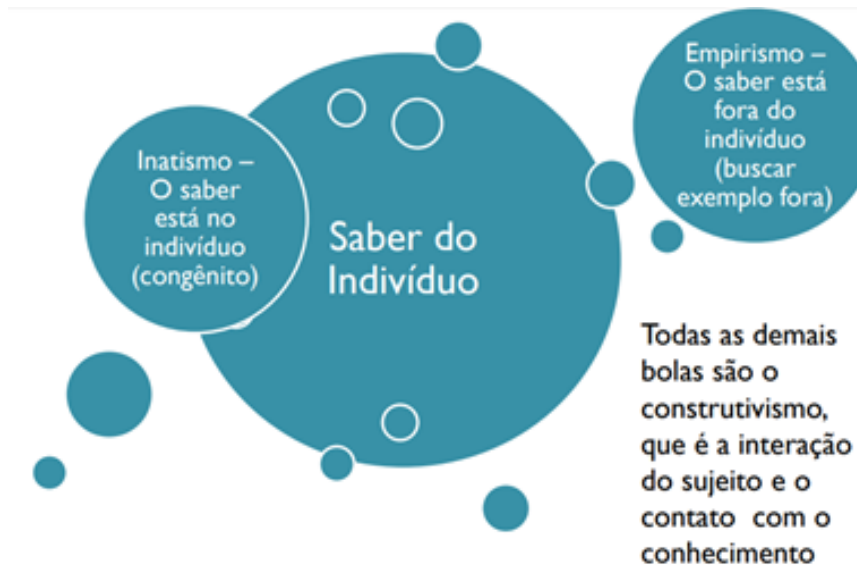 Inatismo –
O saber
está no
indivíduo
(congênito)
Saber do
Indivíduo
Empirismo –
O saber está
fora do
indivíduo
(buscar
exemplo fora)
Todas as demais
bolas são o
construtivismo,
que é a interação
do sujeito e o
contato com o
conhecimento